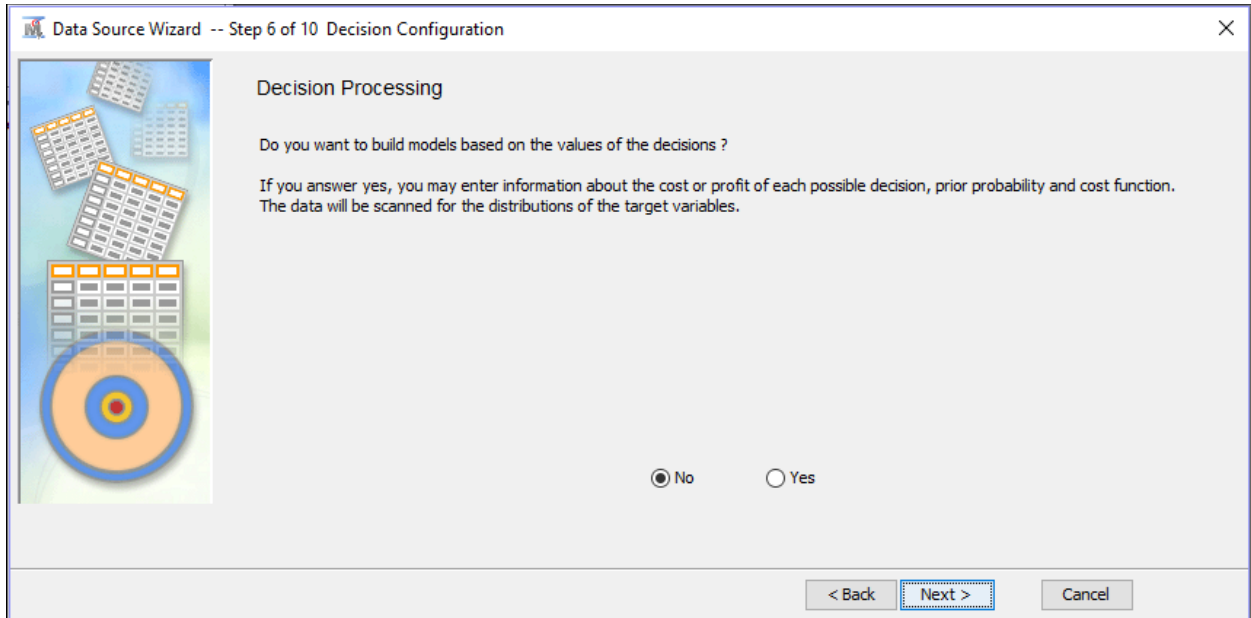 Data Source Wizard -- Step 6 of 10 Decision Configuration
Decision Processing
Do you want to build models based on the values of the decisions ?
If you answer yes, you may enter information about the cost or profit of each possible decision, prior probability and cost function.
The data will be scanned for the distributions of the target variables.
No Yes
< Back Next > Cancel